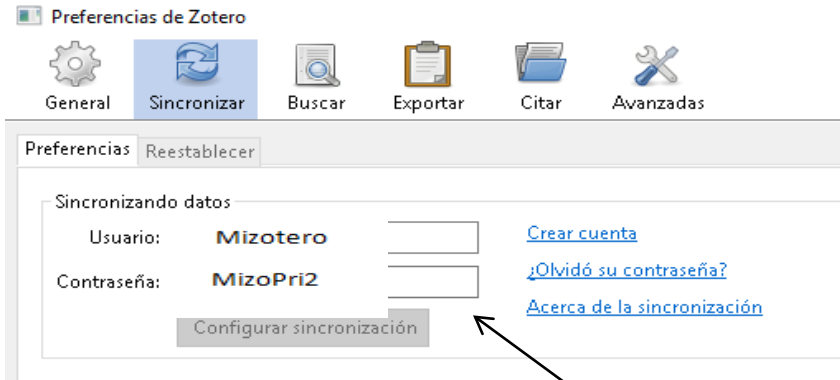 Preferencias de Zotero
General Sincronizar Buscar Exportar Citar Avanzadas
Preferencias Reestablecer
Sincronizando datos
Usuario: Mizotero Crear cuenta
Contraseña: MizoPri2 ¿Olvidó su contraseña?
Acerca de la sincronización
Configurar sincronización